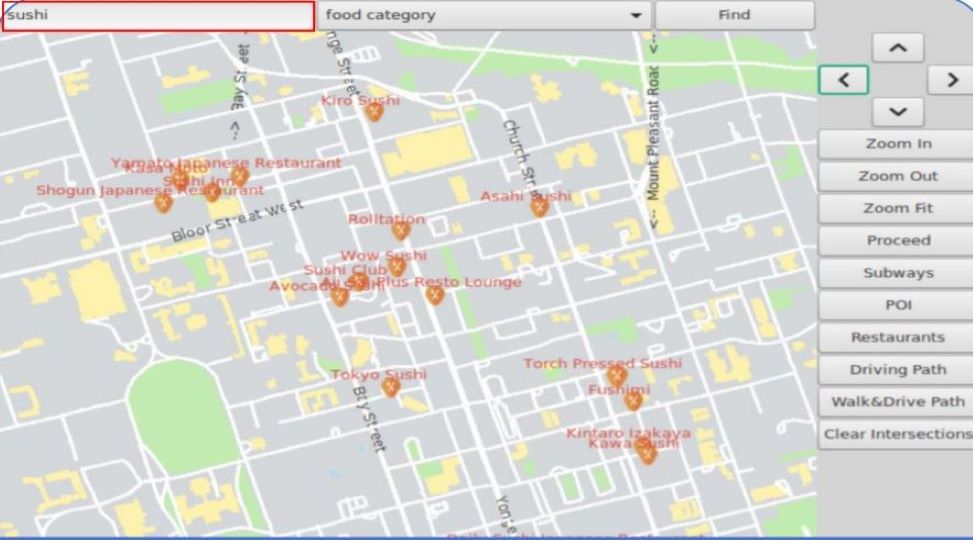 sushi
food category
Find
--> Bay Street
nge Street
<-- Mount Pleasant Road <--
Kiro Sushi
Church Street
Yamato Japanese Restaurant
Kasa Moto
Sushi Inn
Shogun Japanese Restaurant
Asahi Sushi
Bloor Street West
Rolltation
Wow Sushi
Sushi Club
Plus Resto Lounge
Avocado Sushi
Torch Pressed Sushi
Tokyo Sushi
Fushimi
Bay Street
Kintaro Izakaya
Kawa Sushi
Yonge
Zoom In
Zoom Out
Zoom Fit
Proceed
Subways
POI
Restaurants
Driving Path
Walk&Drive Path
Clear Intersections